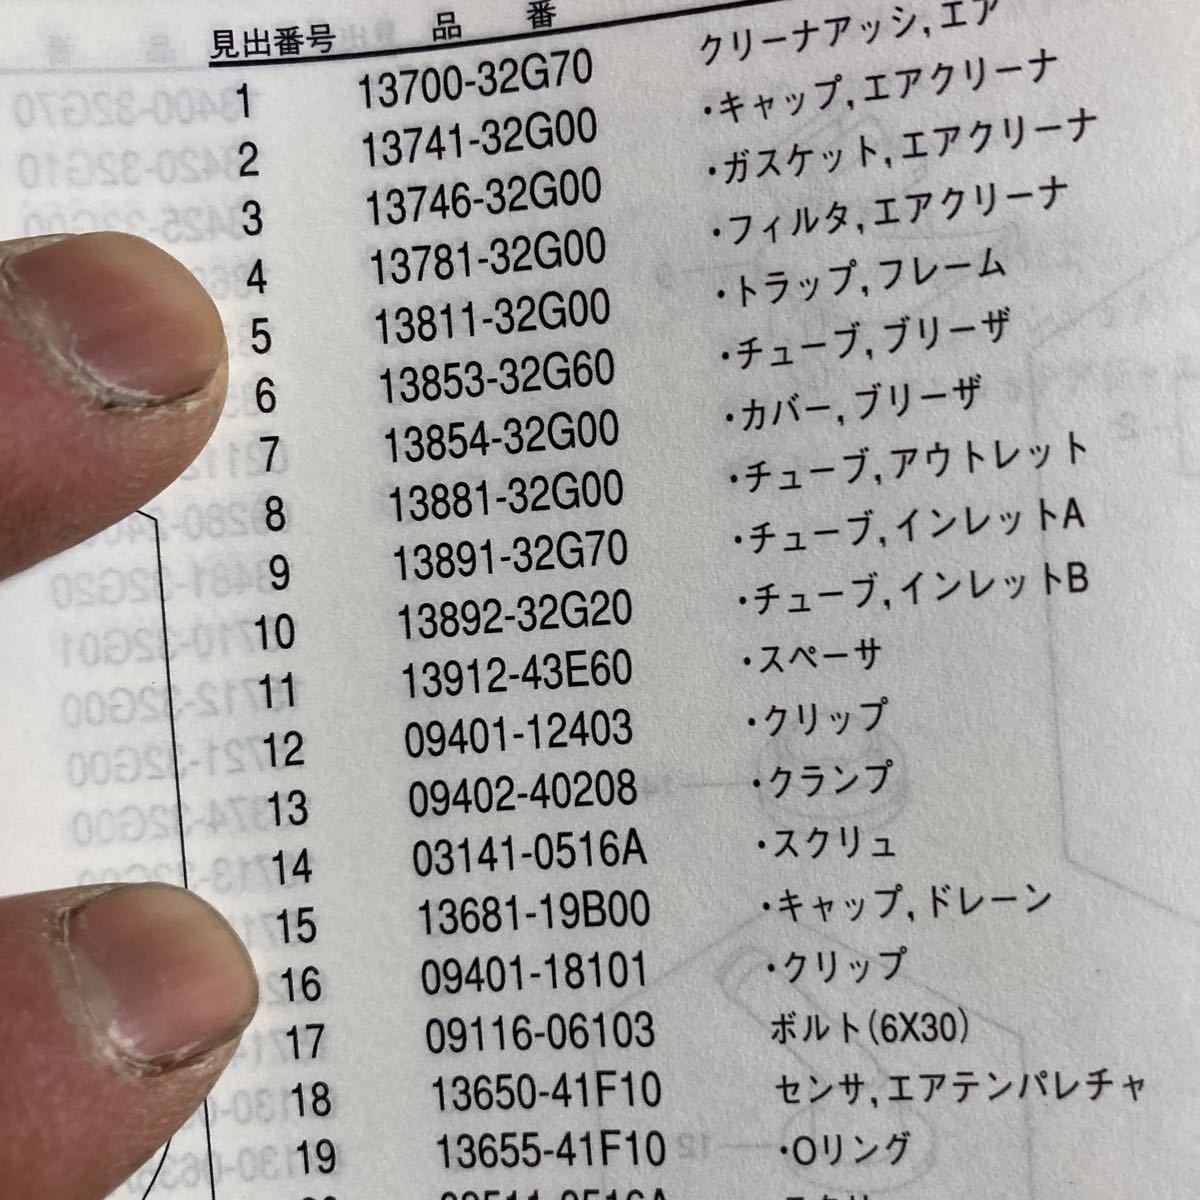 見出番号 品 番
1 13700-32G70 クリーナアッシ,エア
2 13741-32G00 ・キャップ,エアクリーナ
3 13746-32G00 ・ガスケット,エアクリーナ
4 13781-32G00 ・フィルタ,エアクリーナ
5 13811-32G00 ・トラップ,フレーム
6 13853-32G60 ・チューブ,ブリーザ
7 13854-32G00 ・カバー,ブリーザ
8 13881-32G00 ・チューブ,アウトレット
9 13891-32G70 ・チューブ,インレットA
10 13892-32G20 ・チューブ,インレットB
11 13912-43E60 ・スペーサ
12 09401-12403 ・クリップ
13 09402-40208 ・クランプ
14 03141-0516A ・スクリュ
15 13681-19B00 ・キャップ,ドレーン
16 09401-18101 ・クリップ
17 09116-06103 ボルト(6X30)
18 13650-41F10 センサ,エアテンパレチャ
19 13655-41F10 ・Oリング